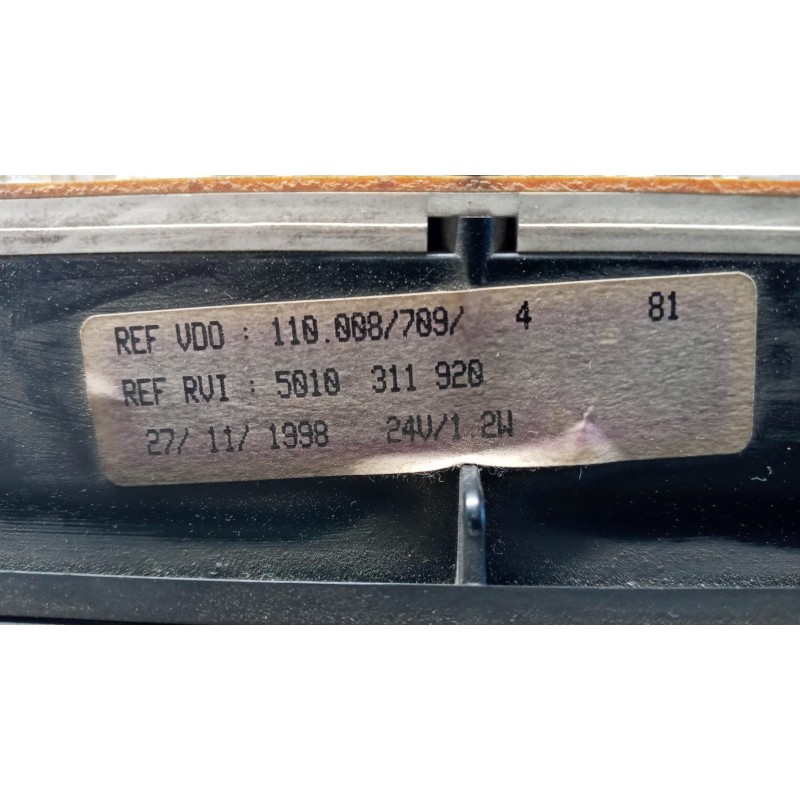 REF VDO : 110.008/709/ 4 81
REF RVI : 5010 311 920
27/ 11/ 1998 24V/1 2W